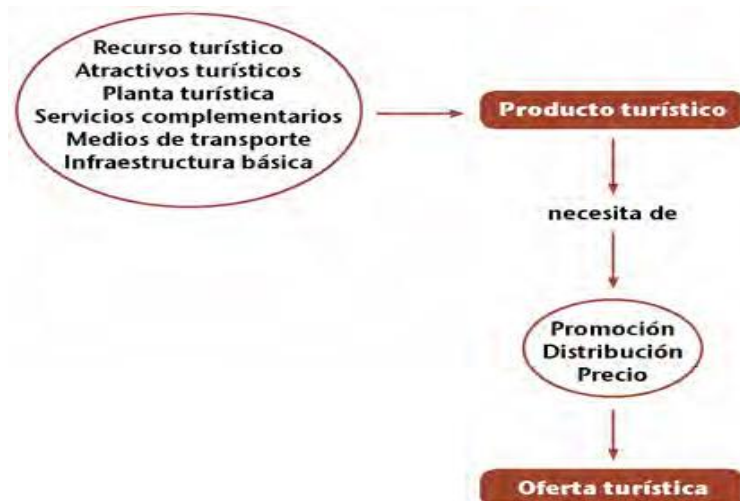 Recurso turístico
Atractivos turísticos
Planta turística
Servicios complementarios
Medios de transporte
Infraestructura básica
Producto turístico
necesita de
Promoción
Distribución
Precio
Oferta turística